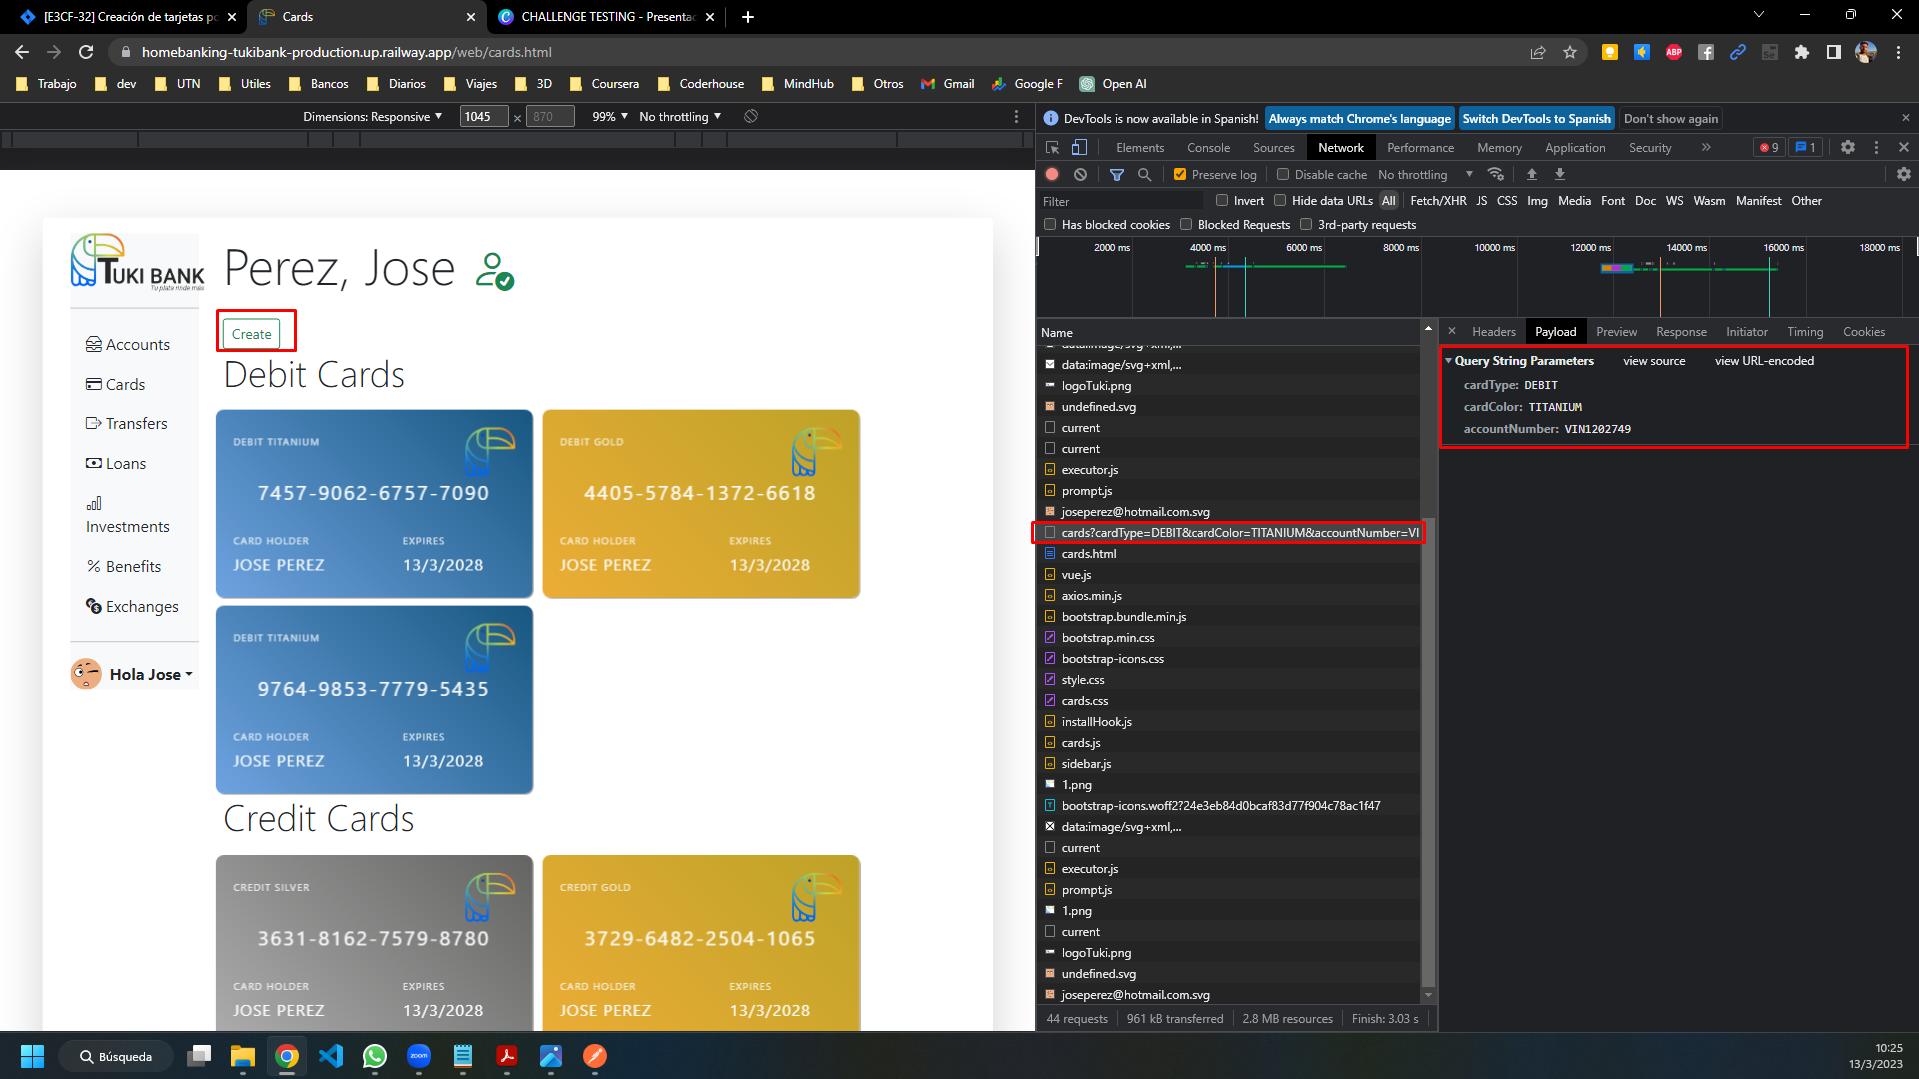 [E3CF-32] Creación de tarjetas po
Cards
CHALLENGE TESTING - Presentac
homebanking-tukibank-production.up.railway.app/web/cards.html
Trabajo
dev
UTN
Utiles
Bancos
Diarios
Viajes
3D
Coursera
Coderhouse
MindHub
Otros
Gmail
Google F
Open AI
Dimensions: Responsive
1045
×
870
99%
No throttling
TUKI BANK
Tu plata rinde más
Perez, Jose
Create
Accounts
Cards
Transfers
Loans
Investments
Benefits
Exchanges
Hola Jose
Debit Cards
DEBIT TITANIUM
7457-9062-6757-7090
CARD HOLDER
EXPIRES
JOSE PEREZ
13/3/2028
DEBIT GOLD
4405-5784-1372-6618
CARD HOLDER
EXPIRES
JOSE PEREZ
13/3/2028
DEBIT TITANIUM
9764-9853-7779-5435
CARD HOLDER
EXPIRES
JOSE PEREZ
13/3/2028
Credit Cards
CREDIT SILVER
3631-8162-7579-8780
CARD HOLDER
EXPIRES
JOSE PEREZ
13/3/2028
CREDIT GOLD
3729-6482-2504-1065
CARD HOLDER
EXPIRES
JOSE PEREZ
13/3/2028
DevTools is now available in Spanish!
Always match Chrome's language
Switch DevTools to Spanish
Don't show again
Elements
Console
Sources
Network
Performance
Memory
Application
Security
9
1
Preserve log
Disable cache
No throttling
Filter
Invert
Hide data URLs
All
Fetch/XHR
JS
CSS
Img
Media
Font
Doc
WS
Wasm
Manifest
Other
Has blocked cookies
Blocked Requests
3rd-party requests
2000 ms
4000 ms
6000 ms
8000 ms
10000 ms
12000 ms
14000 ms
16000 ms
18000 ms
Name
data:image/svg+xml,...
data:image/svg+xml,...
logoTuki.png
undefined.svg
current
current
executor.js
prompt.js
joseperez@hotmail.com.svg
cards?cardType=DEBIT&cardColor=TITANIUM&accountNumber=VI
cards.html
vue.js
axios.min.js
bootstrap.bundle.min.js
bootstrap.min.css
bootstrap-icons.css
style.css
cards.css
installHook.js
cards.js
sidebar.js
1.png
bootstrap-icons.woff2?24e3eb84d0bcaf83d77f904c78ac1f47
data:image/svg+xml,...
current
executor.js
prompt.js
1.png
current
logoTuki.png
undefined.svg
joseperez@hotmail.com.svg
44 requests
961 kB transferred
2.8 MB resources
Finish: 3.03 s
Headers
Payload
Preview
Response
Initiator
Timing
Cookies
Query String Parameters
view source
view URL-encoded
cardType: DEBIT
cardColor: TITANIUM
accountNumber: VIN1202749
Búsqueda
zoom
10:25
13/3/2023